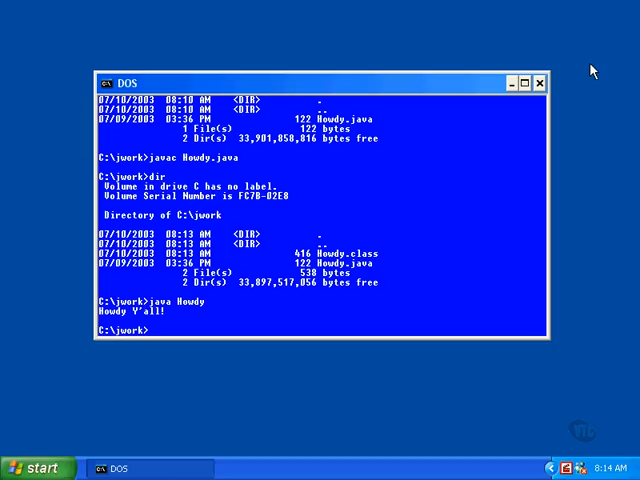 DOS
07/10/2003  08:10 AM    <DIR>          .
07/10/2003  08:10 AM    <DIR>          ..
07/09/2003  03:36 PM               122 Howdy.java
               1 File(s)            122 bytes
               2 Dir(s)  33,901,858,816 bytes free
C:\jwork>javac Howdy.java
C:\jwork>dir
 Volume in drive C has no label.
 Volume Serial Number is FC7B-02E8
 Directory of C:\jwork
07/10/2003  08:13 AM    <DIR>          .
07/10/2003  08:13 AM    <DIR>          ..
07/10/2003  08:13 AM               416 Howdy.class
07/09/2003  03:36 PM               122 Howdy.java
               2 File(s)            538 bytes
               2 Dir(s)  33,897,517,056 bytes free
C:\jwork>java Howdy
Howdy Y'all!
C:\jwork>
VTC
start
DOS
8:14 AM